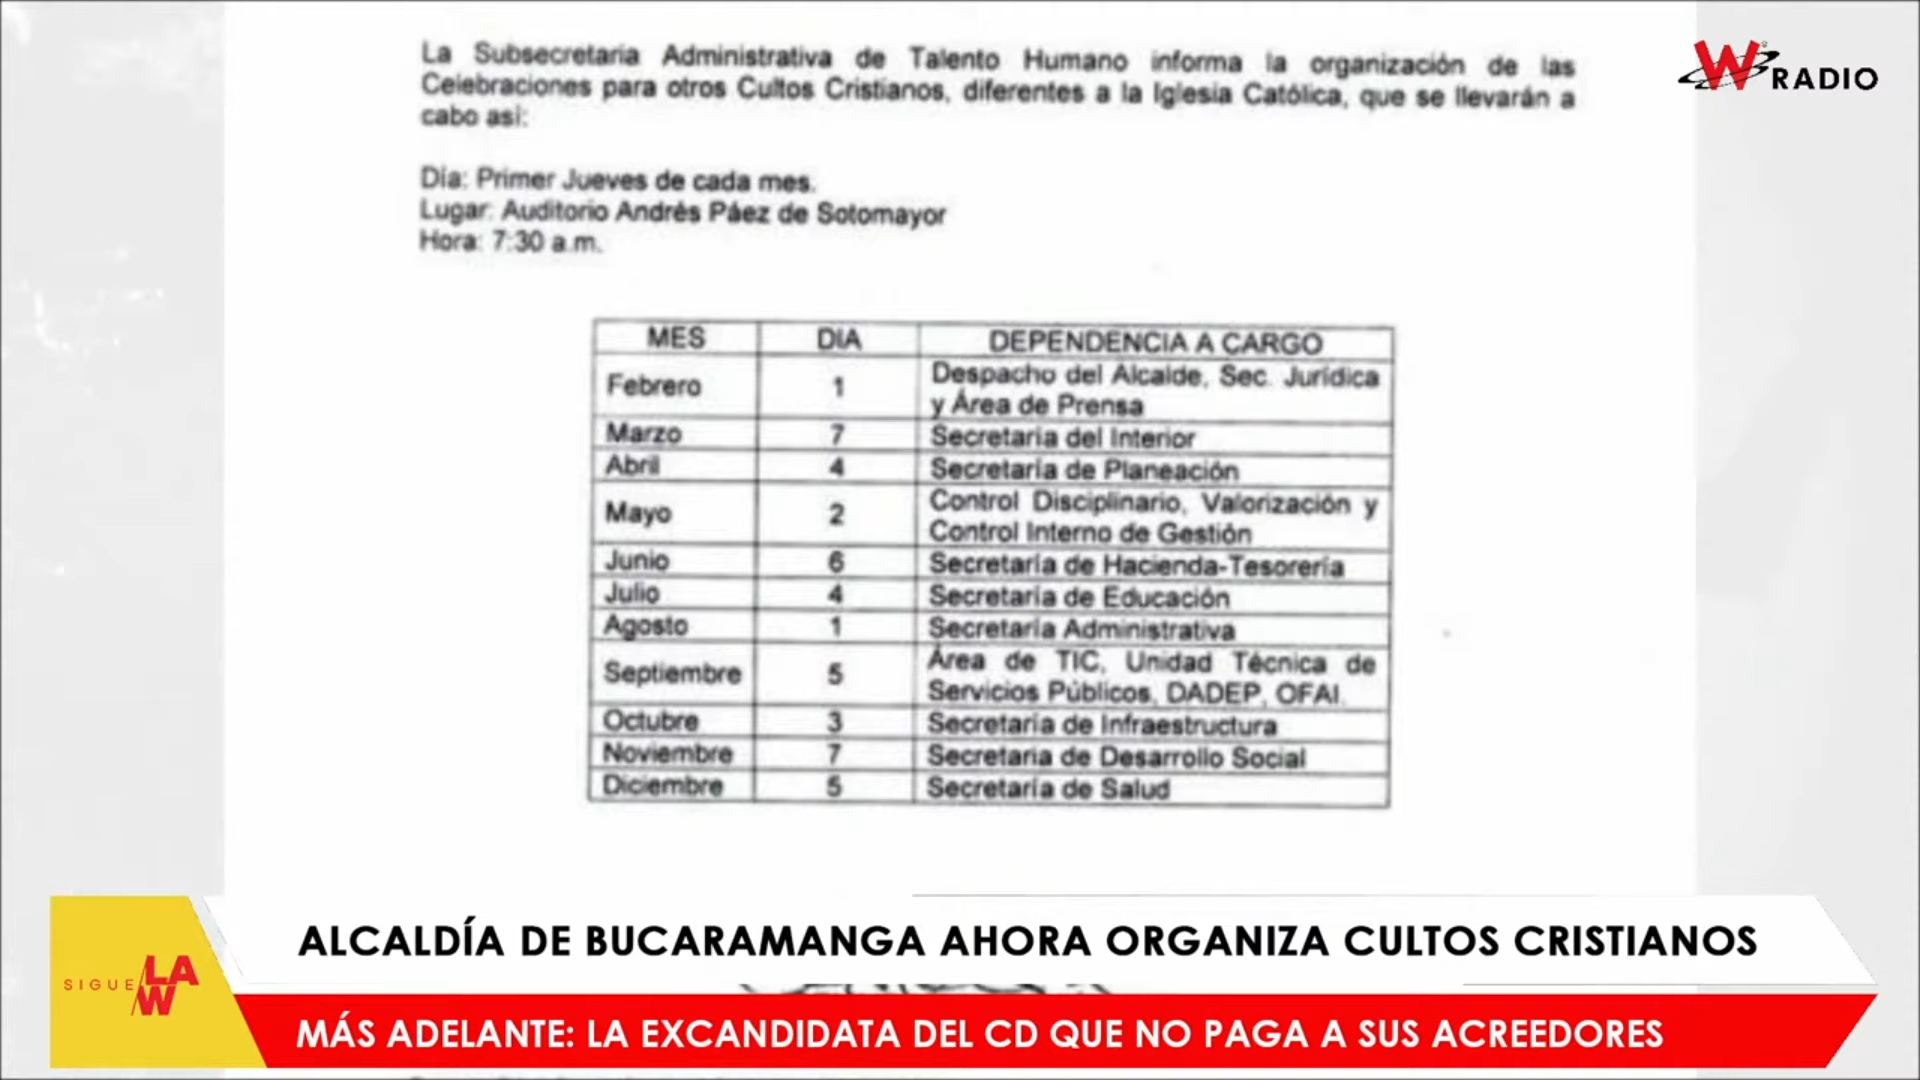 La Subsecretaria Administrativa de Talento Humano informa la organización de las
Celebraciones para otros Cultos Cristianos, diferentes a la Iglesia Católica, que se llevarán a
cabo así:
Día: Primer Jueves de cada mes.
Lugar: Auditorio Andrés Páez de Sotomayor
Hora: 7:30 a.m.
W RADIO
MES DIA DEPENDENCIA A CARGO
Febrero 1 Despacho del Alcalde, Sec. Jurídica
y Área de Prensa
Marzo 7 Secretaria del Interior
Abril 4 Secretaría de Planeación
Mayo 2 Control Disciplinario, Valorización y
Control Interno de Gestión
Junio 6 Secretaría de Hacienda-Tesorería
Julio 4 Secretaría de Educación
Agosto 1 Secretaría Administrativa
Septiembre 5 Área de TIC, Unidad Técnica de
Servicios Públicos, DADEP, OFAI.
Octubre 3 Secretaría de Infraestructura
Noviembre 7 Secretaria de Desarrollo Social
Diciembre 5 Secretaría de Salud
ALCALDÍA DE BUCARAMANGA AHORA ORGANIZA CULTOS CRISTIANOS
SIGUE LA W
MÁS ADELANTE: LA EXCANDIDATA DEL CD QUE NO PAGA A SUS ACREEDORES